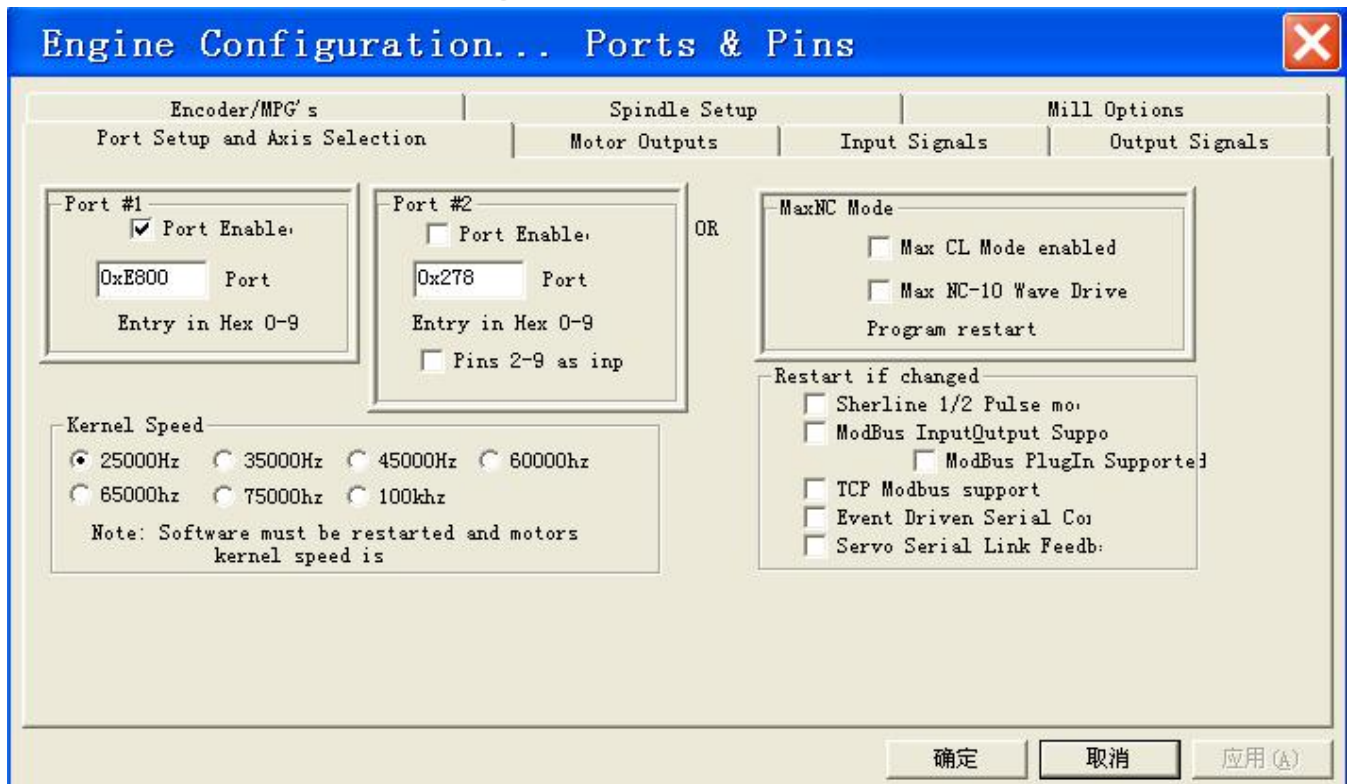 Engine Configuration... Ports & Pins
Encoder/MPG's
Spindle Setup
Mill Options
Port Setup and Axis Selection
Motor Outputs
Input Signals
Output Signals
Port #1
Port Enable
0xE800
Port
Entry in Hex 0-9
Port #2
Port Enable
0x278
Port
Entry in Hex 0-9
Pins 2-9 as inp
OR
MaxNC Mode
Max CL Mode enabled
Max NC-10 Wave Drive
Program restart
Restart if changed
Sherline 1/2 Pulse mo
ModBus InputOutput Suppo
ModBus PlugIn Supported
TCP Modbus support
Event Driven Serial Co
Servo Serial Link Feedb
Kernel Speed
25000Hz 35000Hz 45000Hz 60000hz
65000hz 75000hz 100khz
Note: Software must be restarted and motors
kernel speed is
确定
取消
应用(A)